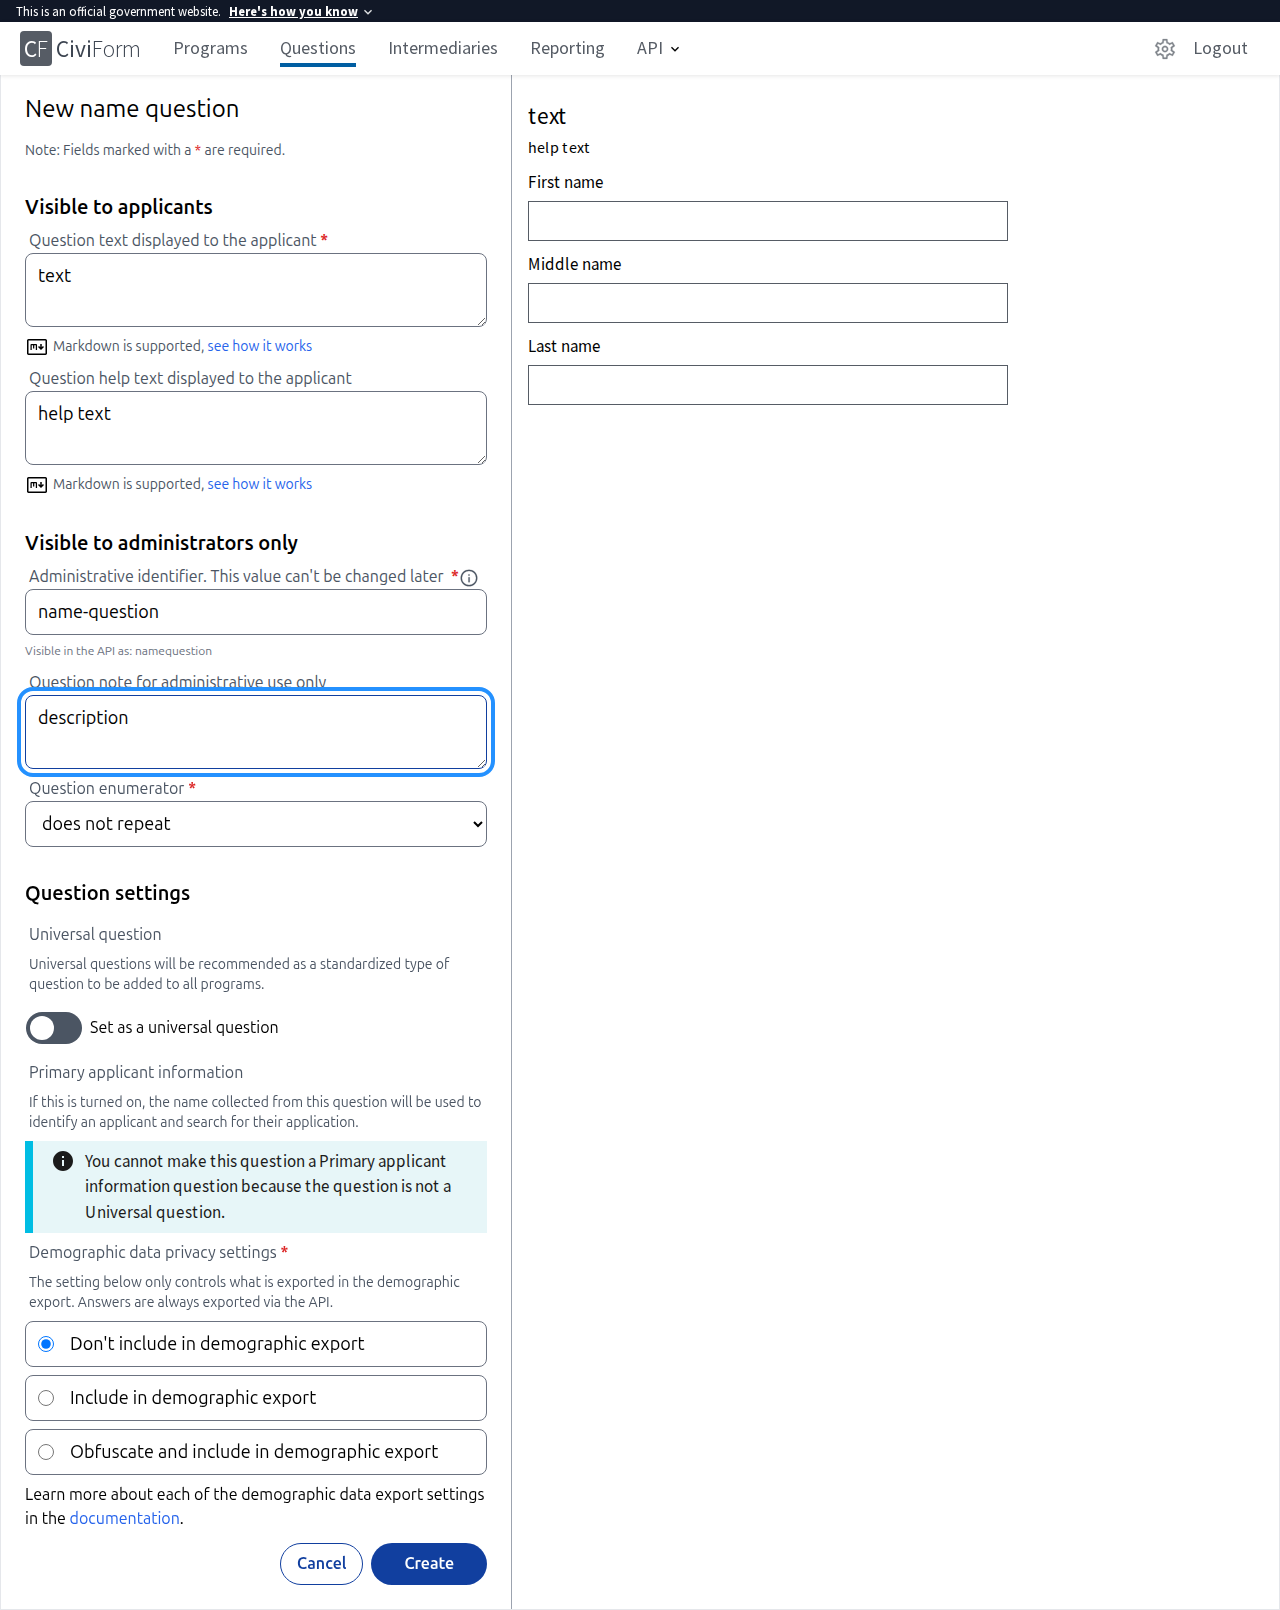 This is an official government website. Here's how you know
CF CiviForm Programs Questions Intermediaries Reporting API Logout
New name question
Note: Fields marked with a * are required.
Visible to applicants
Question text displayed to the applicant *
text
Markdown is supported, see how it works
Question help text displayed to the applicant
help text
Markdown is supported, see how it works
Visible to administrators only
Administrative identifier. This value can't be changed later *
name-question
Visible in the API as: namequestion
Question note for administrative use only
description
Question enumerator *
does not repeat
Question settings
Universal question
Universal questions will be recommended as a standardized type of
question to be added to all programs.
Set as a universal question
Primary applicant information
If this is turned on, the name collected from this question will be used to
identify an applicant and search for their application.
You cannot make this question a Primary applicant
information question because the question is not a
Universal question.
Demographic data privacy settings *
The setting below only controls what is exported in the demographic
export. Answers are always exported via the API.
Don't include in demographic export
Include in demographic export
Obfuscate and include in demographic export
Learn more about each of the demographic data export settings
in the documentation.
Cancel Create
text
help text
First name
Middle name
Last name